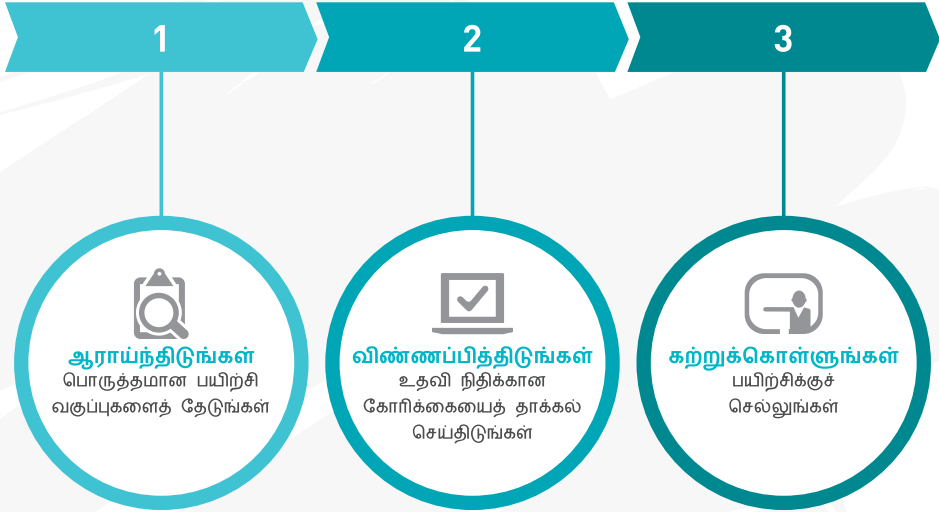 1
2
3
ஆராய்ந்திடுங்கள்
பொருத்தமான பயிற்சி
வகுப்புகளைத் தேடுங்கள்
விண்ணப்பித்திடுங்கள்
உதவி நிதிக்கான
கோரிக்கையைத் தாக்கல்
செய்திடுங்கள்
கற்றுக்கொள்ளுங்கள்
பயிற்சிக்குச்
செல்லுங்கள்